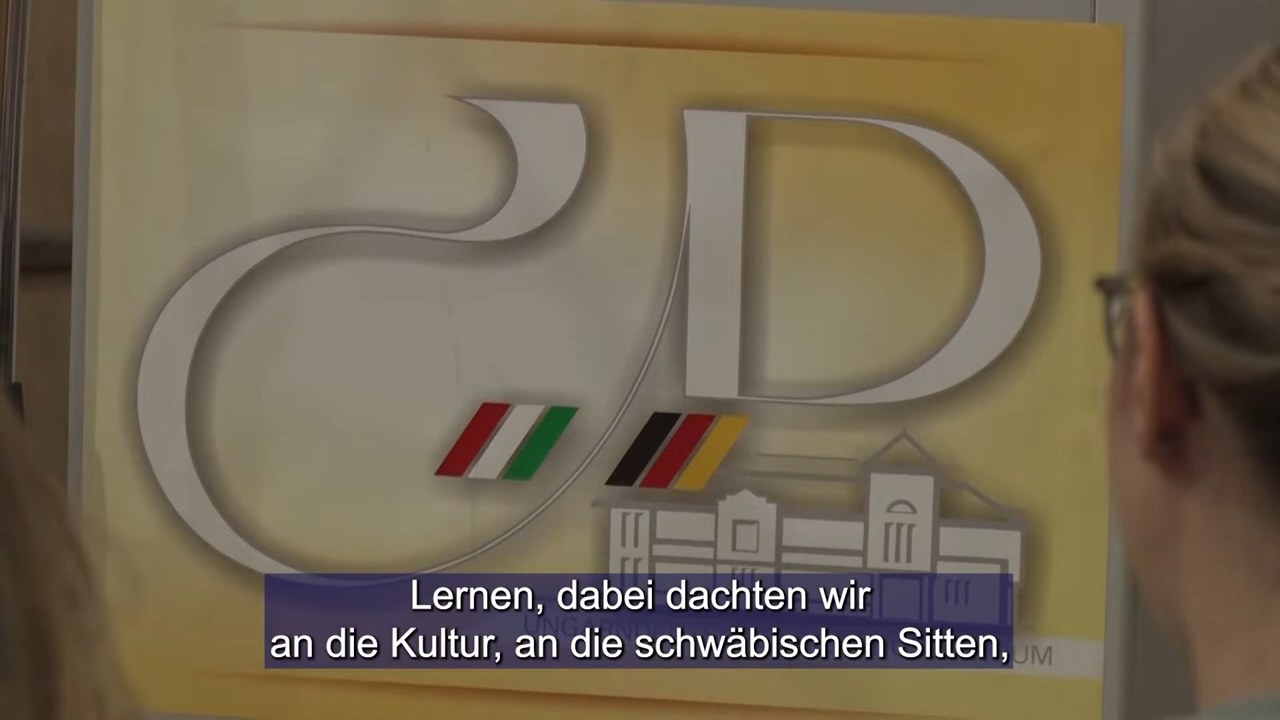 Lernen, dabei dachten wir
an die Kultur, an die schwäbischen Sitten,